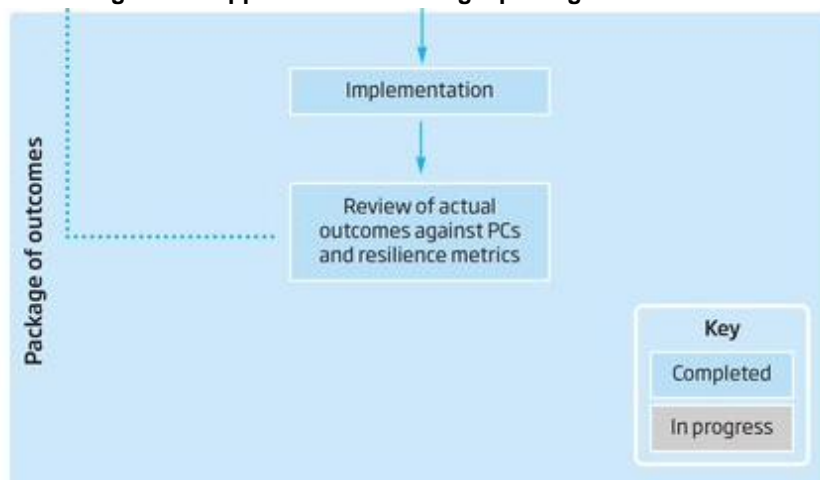 Package of outcomes
Implementation
Review of actual
outcomes against PCs
and resilience metrics
Key
Completed
In progress